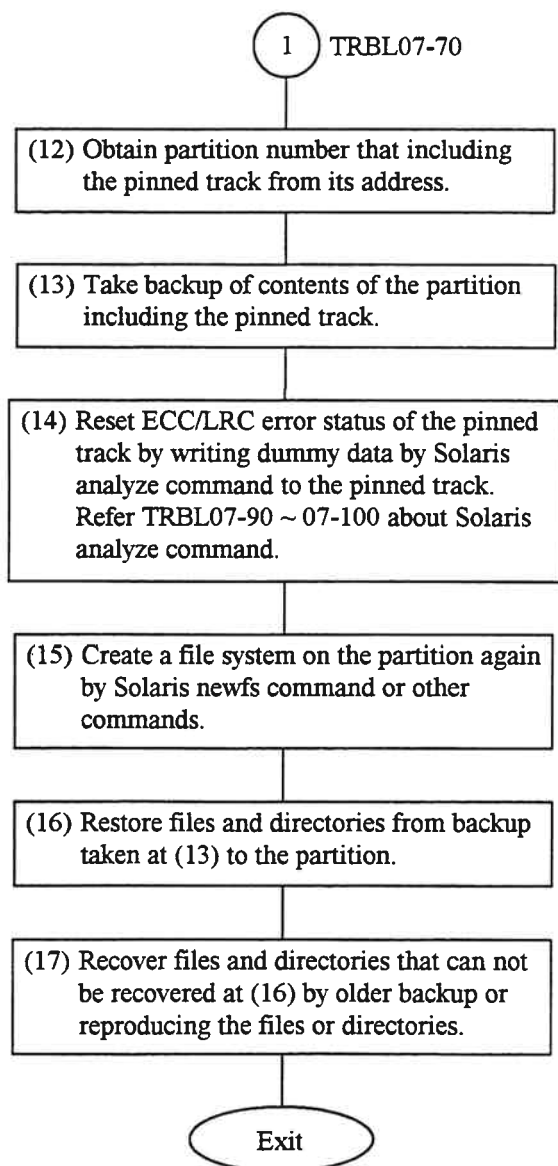 1 TRBL07-70
(12) Obtain partition number that including
the pinned track from its address.
(13) Take backup of contents of the partition
including the pinned track.
(14) Reset ECC/LRC error status of the pinned
track by writing dummy data by Solaris
analyze command to the pinned track.
Refer TRBL07-90 ~ 07-100 about Solaris
analyze command.
(15) Create a file system on the partition again
by Solaris newfs command or other
commands.
(16) Restore files and directories from backup
taken at (13) to the partition.
(17) Recover files and directories that can not
be recovered at (16) by older backup or
reproducing the files or directories.
Exit